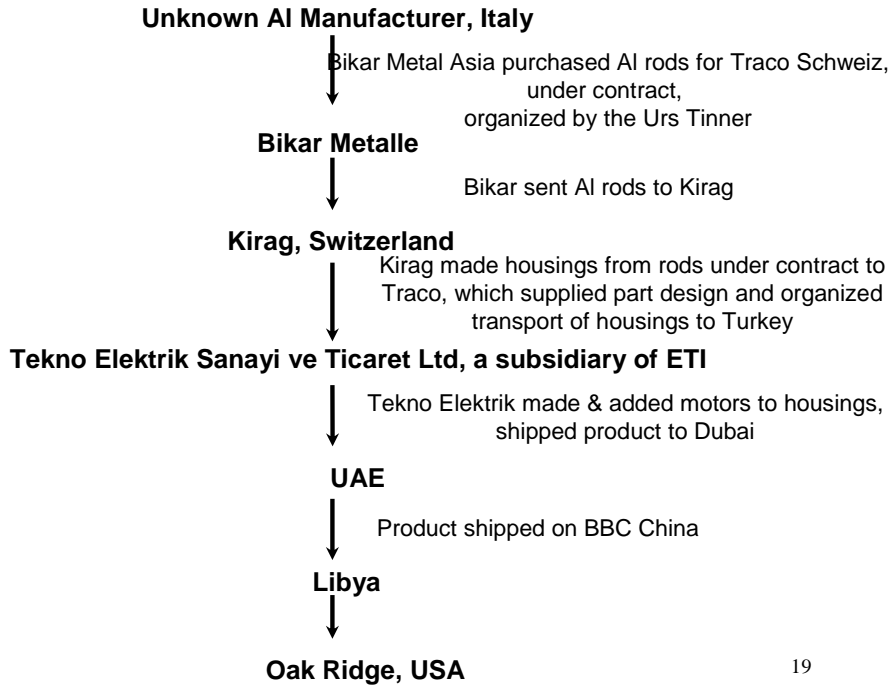 Unknown Al Manufacturer, Italy
Bikar Metal Asia purchased Al rods for Traco Schweiz,
under contract,
organized by the Urs Tinner
Bikar Metalle
Bikar sent Al rods to Kirag
Kirag, Switzerland
Kirag made housings from rods under contract to
Traco, which supplied part design and organized
transport of housings to Turkey
Tekno Elektrik Sanayi ve Ticaret Ltd, a subsidiary of ETI
Tekno Elektrik made & added motors to housings,
shipped product to Dubai
UAE
Product shipped on BBC China
Libya
Oak Ridge, USA
19